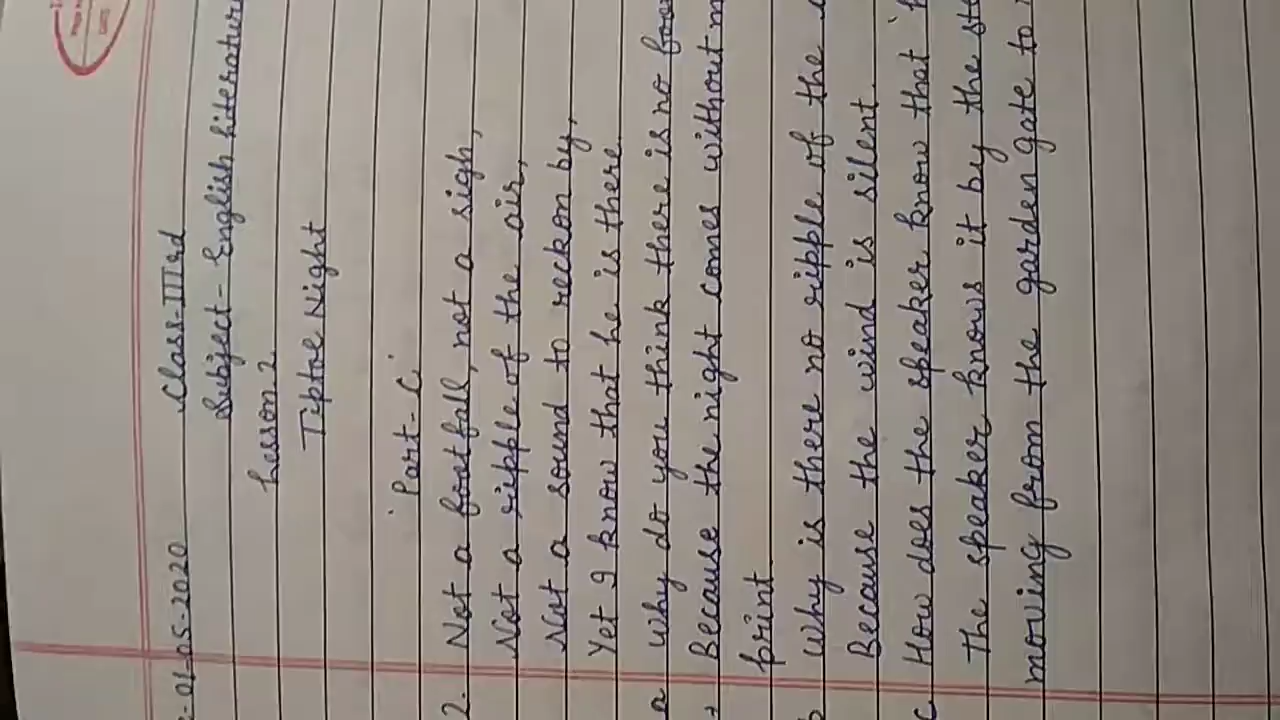 01-05-2020 Class-IIIrd
Subject- English Literature
Lesson 2
Tiptoe Night
'Part-C'
2. Not a footfall, not a sigh,
Not a ripple of the air,
Not a sound to reckon by,
Yet I know that he is there.
a Why do you think there is no
Because the night comes without
print
b Why is there no ripple of the
Because the wind is silent.
c How does the speaker know that
The speaker knows it by the
moving from the garden gate to